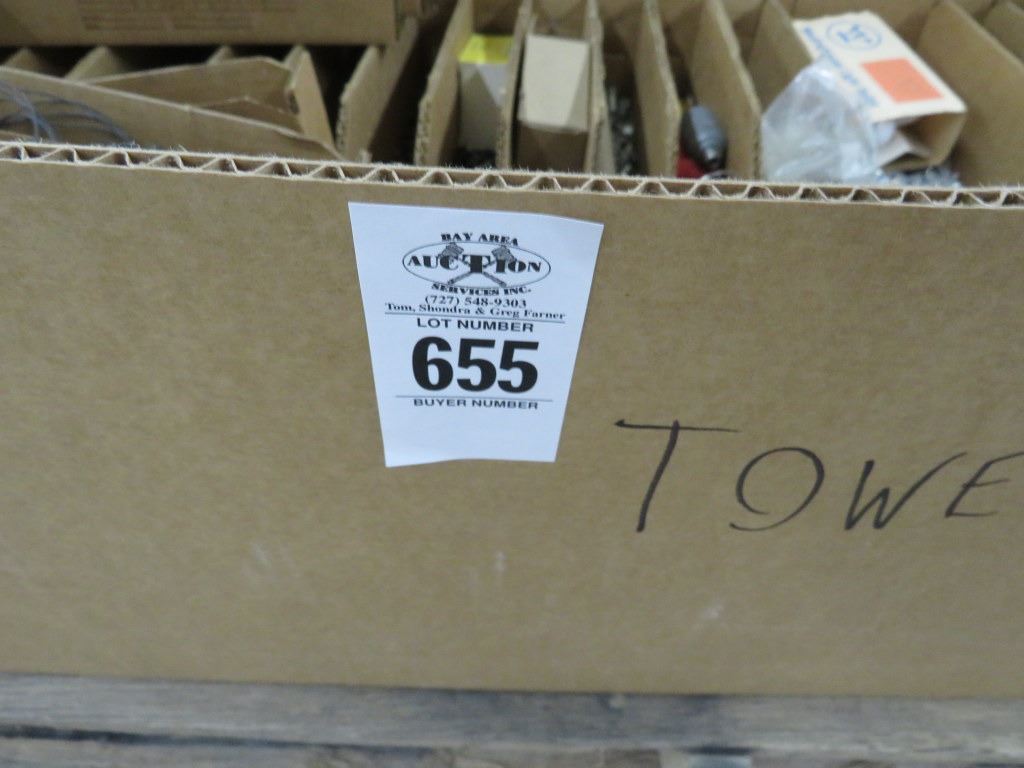 BAY AREA
AUCTION
SERVICES INC.
(727) 548-9303
Tom, Shondra & Greg Farner
LOT NUMBER
655
BUYER NUMBER
TOWE